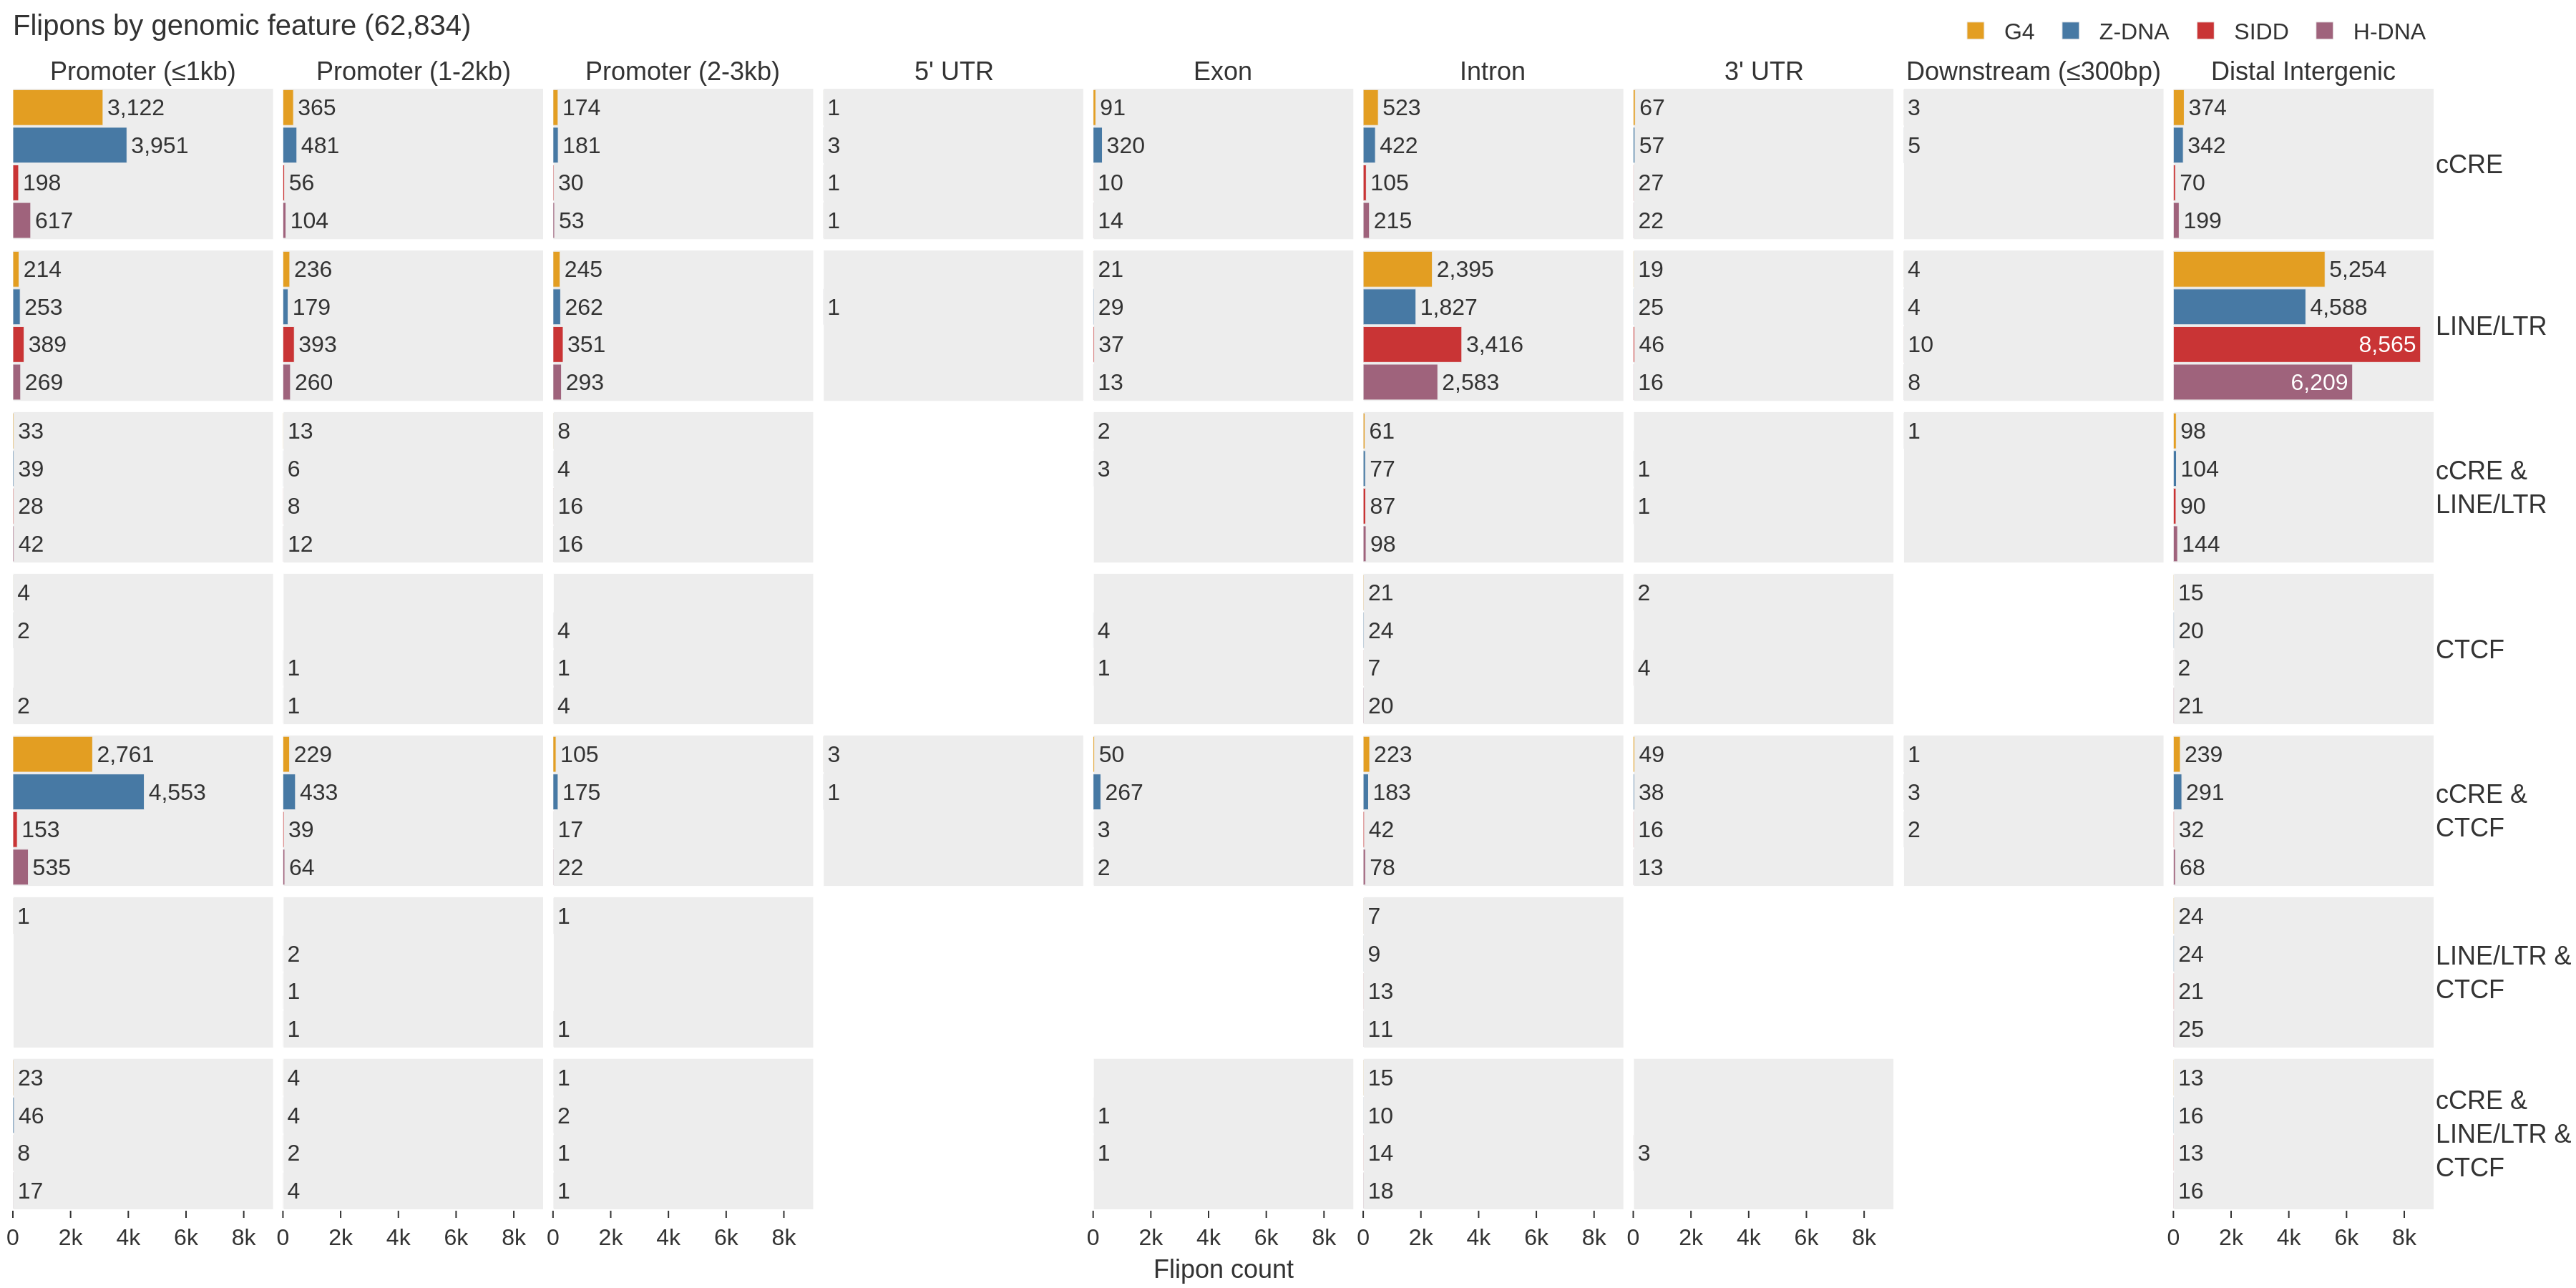 Flipons by genomic feature (62,834)
G4 Z-DNA SIDD H-DNA
Promoter (≤1kb) Promoter (1-2kb) Promoter (2-3kb) 5' UTR Exon Intron 3' UTR Downstream (≤300bp) Distal Intergenic
3,122 365 174 1 91 523 67 3 374
3,951 481 181 3 320 422 57 5 342
cCRE
198 56 30 1 10 105 27 70
617 104 53 1 14 215 22 199
214 236 245 21 2,395 19 4 5,254
253 179 262 1 29 1,827 25 4 4,588
LINE/LTR
389 393 351 37 3,416 46 10 8,565
269 260 293 13 2,583 16 8 6,209
33 13 8 2 61 1 98
39 6 4 3 77 1 104
cCRE &
LINE/LTR
28 8 16 87 1 90
42 12 16 98 144
4 21 2 15
2 4 4 24 20
CTCF
1 1 1 7 4 2
2 1 4 20 21
2,761 229 105 3 50 223 49 1 239
4,553 433 175 1 267 183 38 3 291
cCRE &
CTCF
153 39 17 3 42 16 2 32
535 64 22 2 78 13 68
1 1 7 24
2 9 24
LINE/LTR &
CTCF
1 13 21
1 1 11 25
23 4 1 15 13
46 4 2 1 10 16
cCRE &
LINE/LTR &
CTCF
8 2 1 1 14 3 13
17 4 1 18 16
0 2k 4k 6k 8k 0 2k 4k 6k 8k 0 2k 4k 6k 8k 0 2k 4k 6k 8k 0 2k 4k 6k 8k 0 2k 4k 6k 8k 0 2k 4k 6k 8k
Flipon count